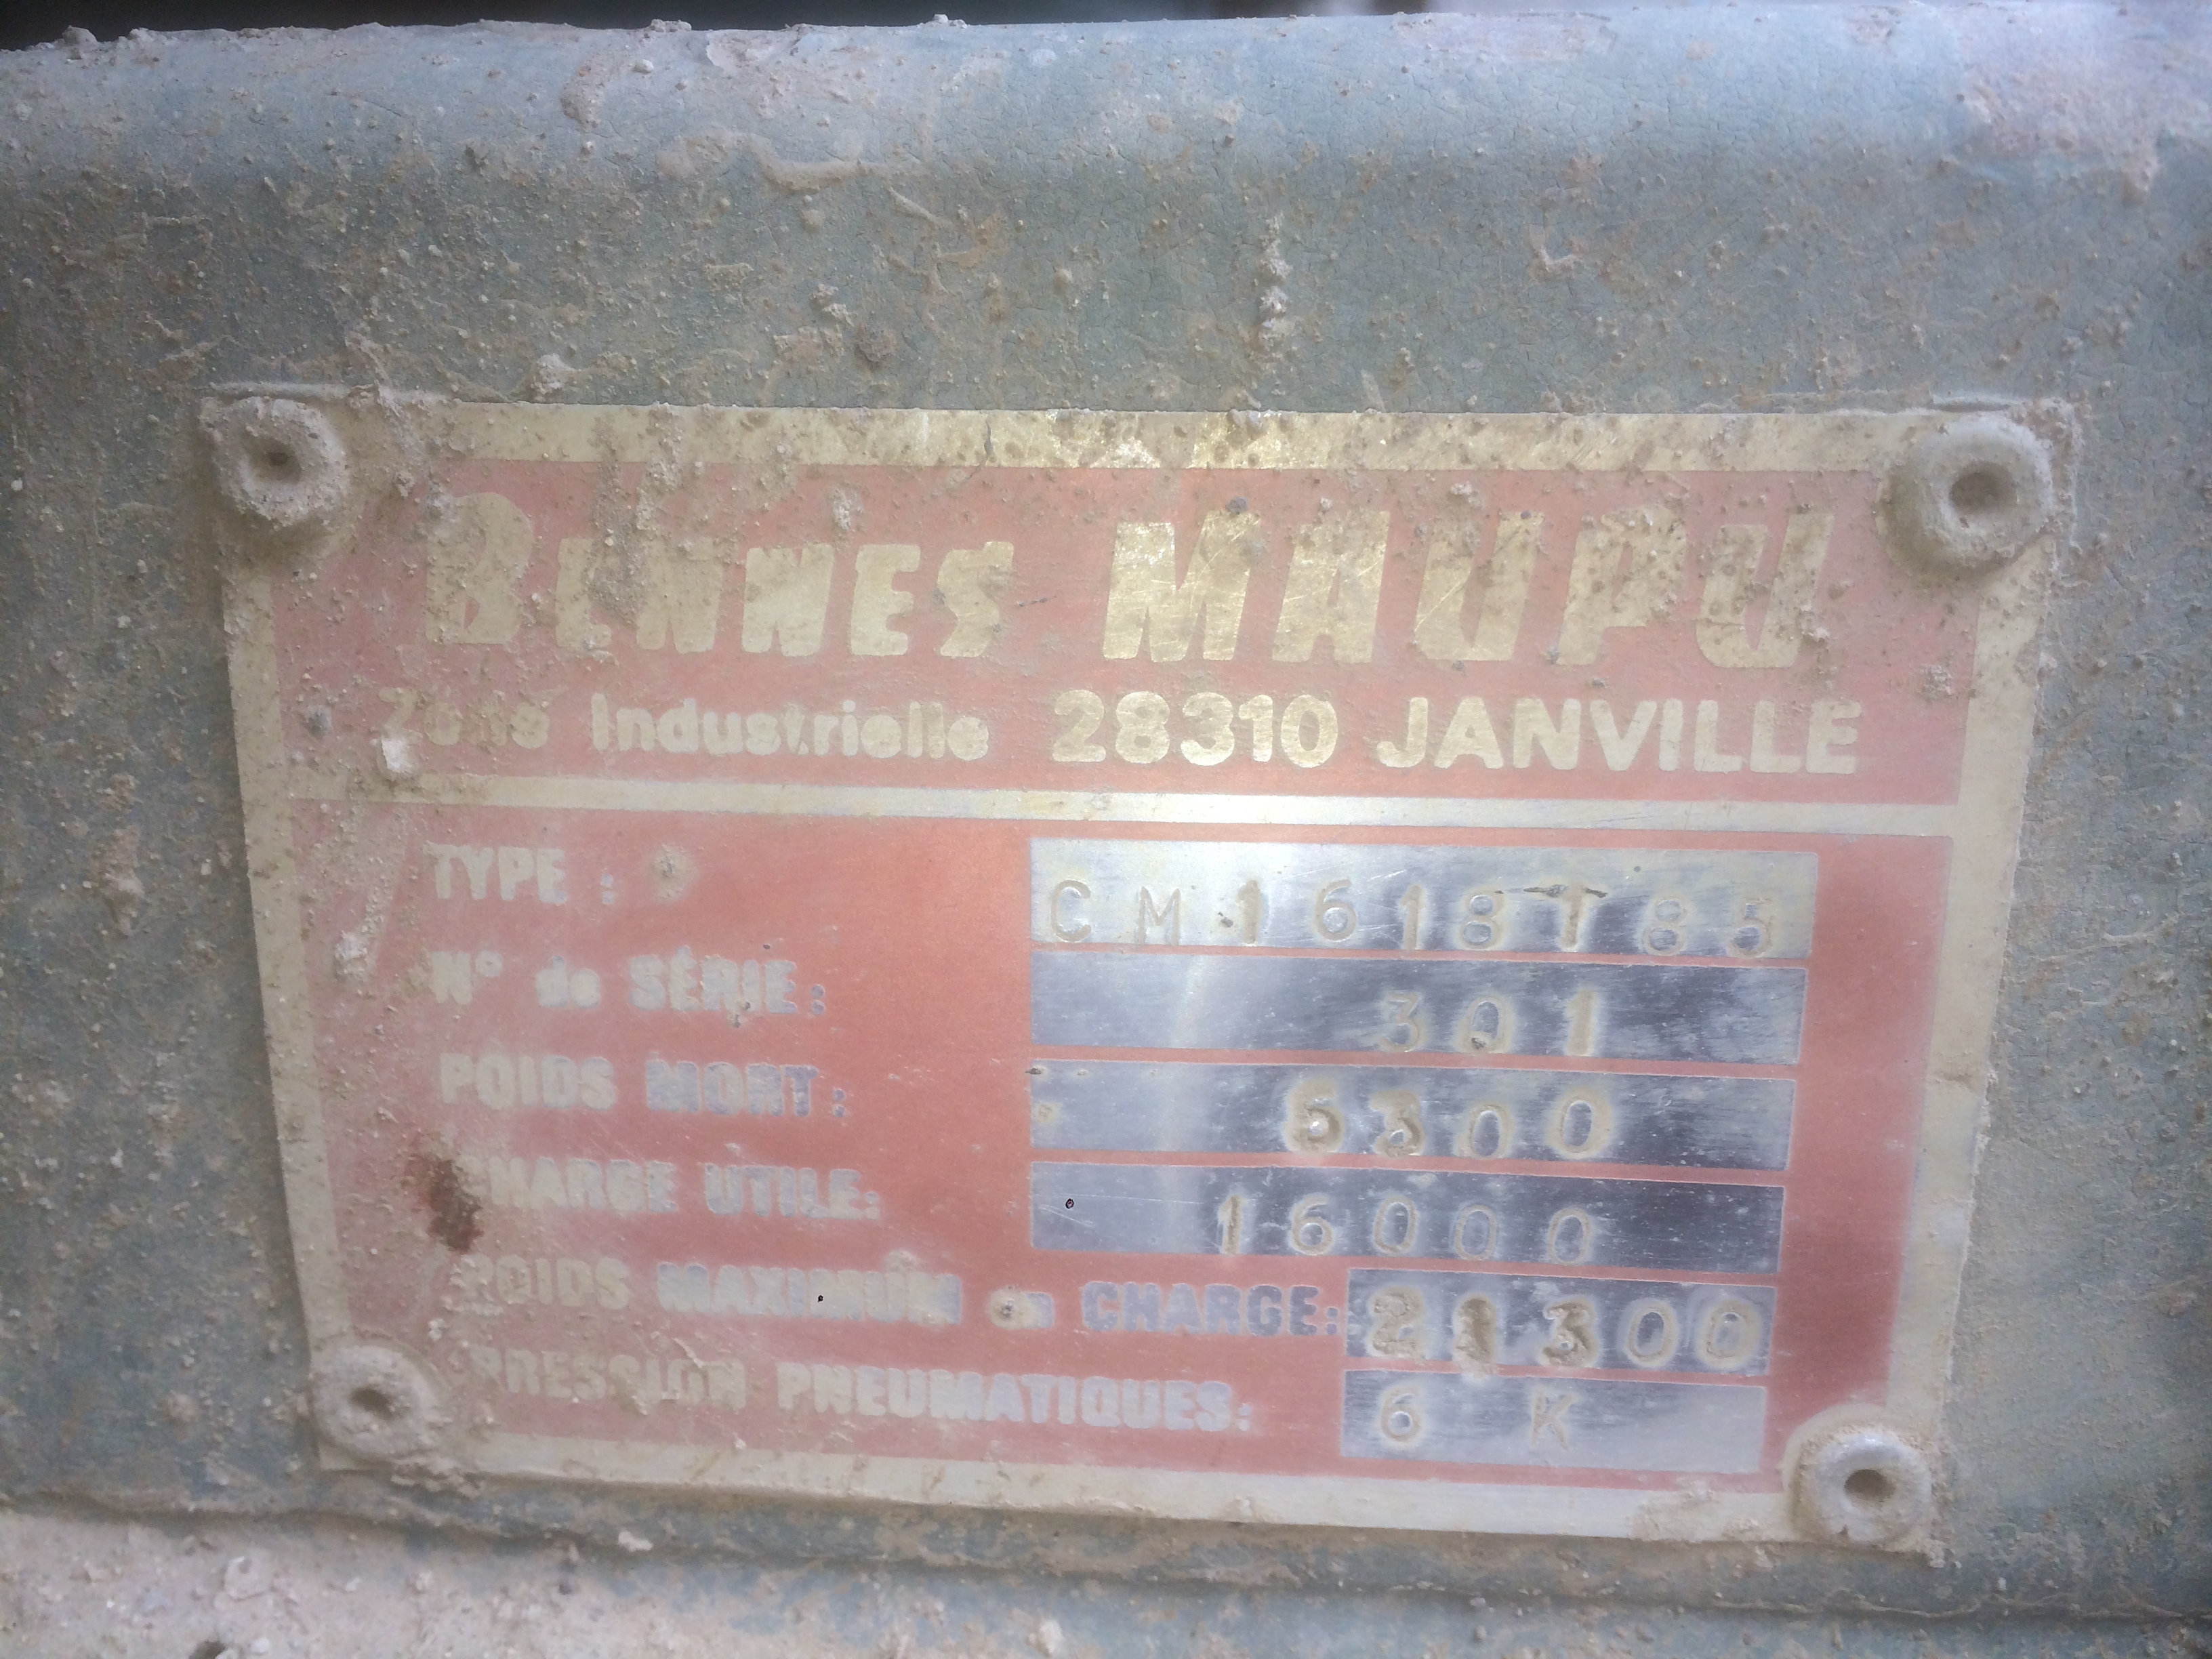 BENNES MAUPU
Zone Industrielle 28310 JANVILLE
TYPE : CM1618T85
N° de SÉRIE: 301
POIDS MORT: 5300
CHARGE UTILE: 16000
POIDS MAXIMUM en CHARGE: 21300
PRESSION PNEUMATIQUES: 6 K